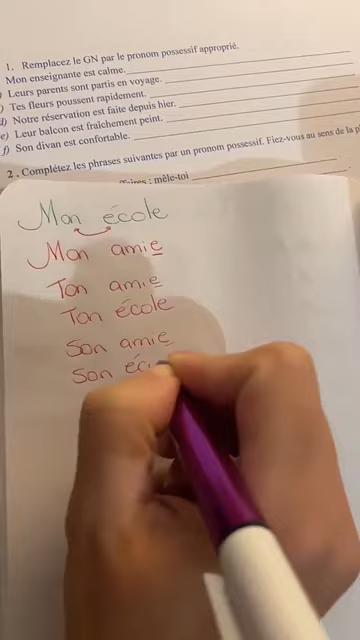 1. Remplacez le GN par le pronom possessif approprié.
Mon enseignante est calme.
Leurs parents sont partis en voyage.
Tes fleurs poussent rapidement.
d) Notre réservation est faite depuis hier.
e) Leur balcon est fraîchement peint.
f) Son divan est confortable.
2. Complétez les phrases suivantes par un pronom possessif. Fiez-vous au sens de la
: mêle-toi
Mon école
Mon amie
Ton amie
Ton école
Son amie
Son